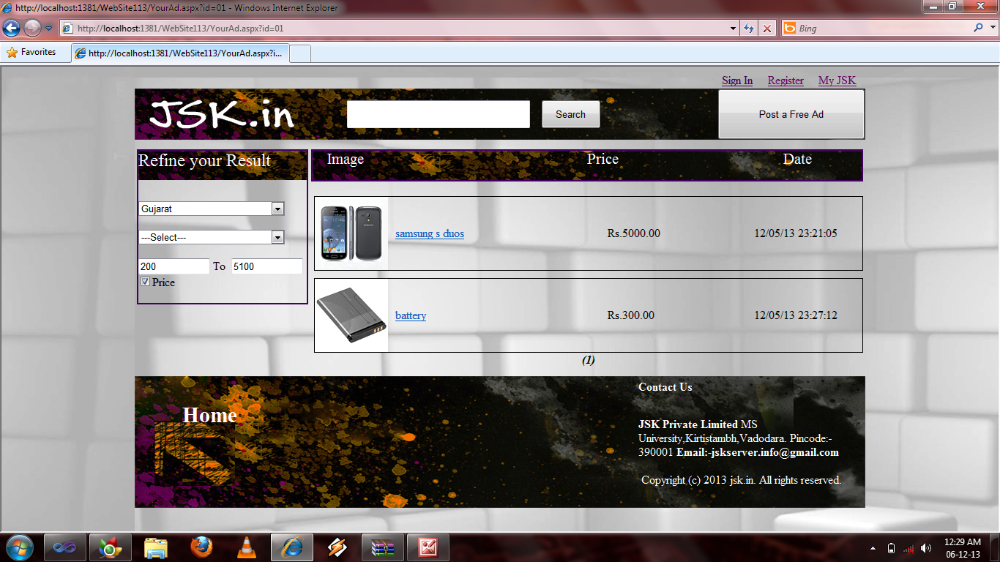 http://localhost:1381/WebSite113/YourAd.aspx?id=01 - Windows Internet Explorer
http://localhost:1381/WebSite113/YourAd.aspx?id=01
Bing
Favorites
http://localhost:1381/WebSite113/YourAd.aspx?i...
Sign In Register My JSK
JSK.in
Search
Post a Free Ad
Refine your Result
Image Price Date
Gujarat
---Select---
200 To 5100
Price
samsung s duos Rs.5000.00 12/05/13 23:21:05
battery Rs.300.00 12/05/13 23:27:12
(1)
Home
Contact Us
JSK Private Limited MS
University,Kirtistambh,Vadodara. Pincode:-
390001 Email:-jskserver.info@gmail.com
Copyright (c) 2013 jsk.in. All rights reserved.
12:29 AM
06-12-13